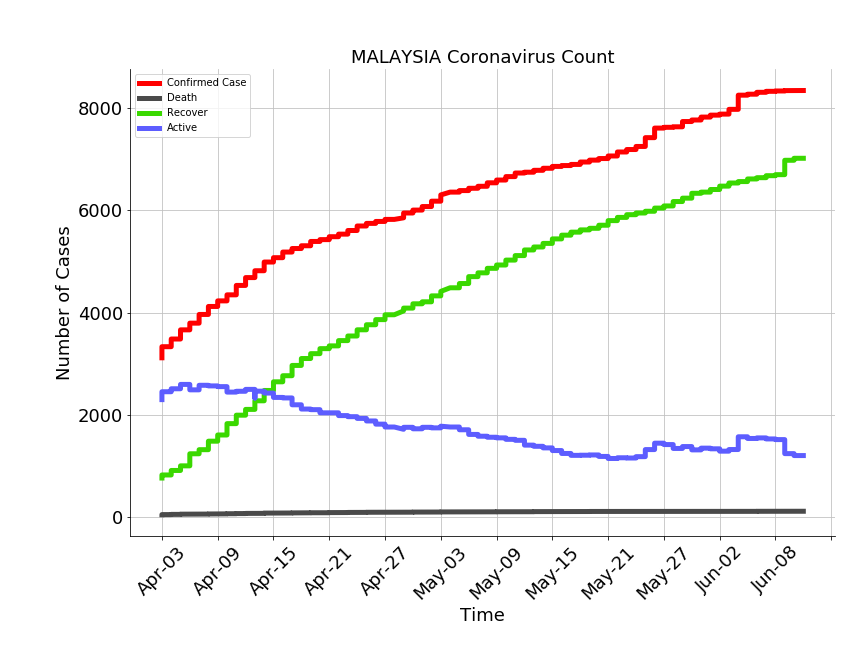 MALAYSIA Coronavirus Count
Confirmed Case
Death
Recover
Active
Number of Cases
8000
6000
4000
2000
0
Apr-03
Apr-09
Apr-15
Apr-21
Apr-27
May-03
May-09
May-15
May-21
May-27
Jun-02
Jun-08
Time